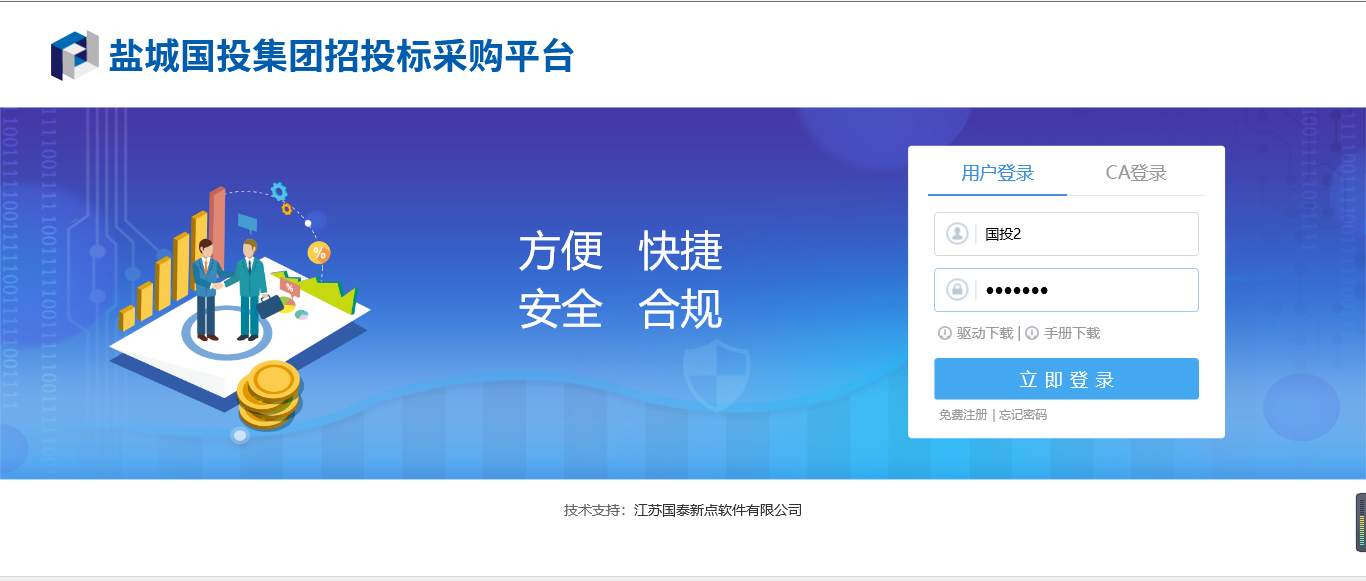 盐城国投集团招投标采购平台
方便 快捷
安全 合规
用户登录 CA登录
国投2
•••••••
驱动下载 | 手册下载
立即登录
免费注册 | 忘记密码
%
%
技术支持：江苏国泰新点软件有限公司